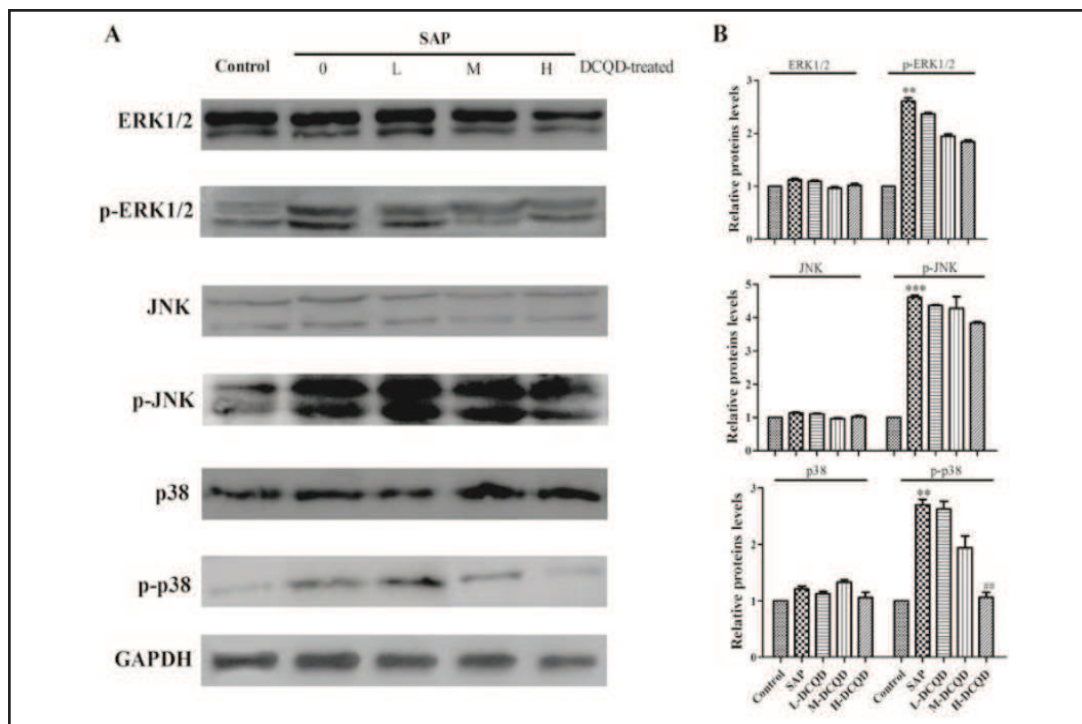 A
SAP
Control 0 L M H DCQD-treated
ERK1/2
p-ERK1/2
JNK
p-JNK
p38
p-p38
GAPDH
B
ERK1/2 p-ERK1/2
Relative proteins levels
3
2
1
0
**
JNK p-JNK
Relative proteins levels
5
4
3
2
1
0
***
p38 p-p38
Relative proteins levels
3
2
1
0
**
##
Control SAP L-DCQD M-DCQD H-DCQD Control SAP L-DCQD M-DCQD H-DCQD